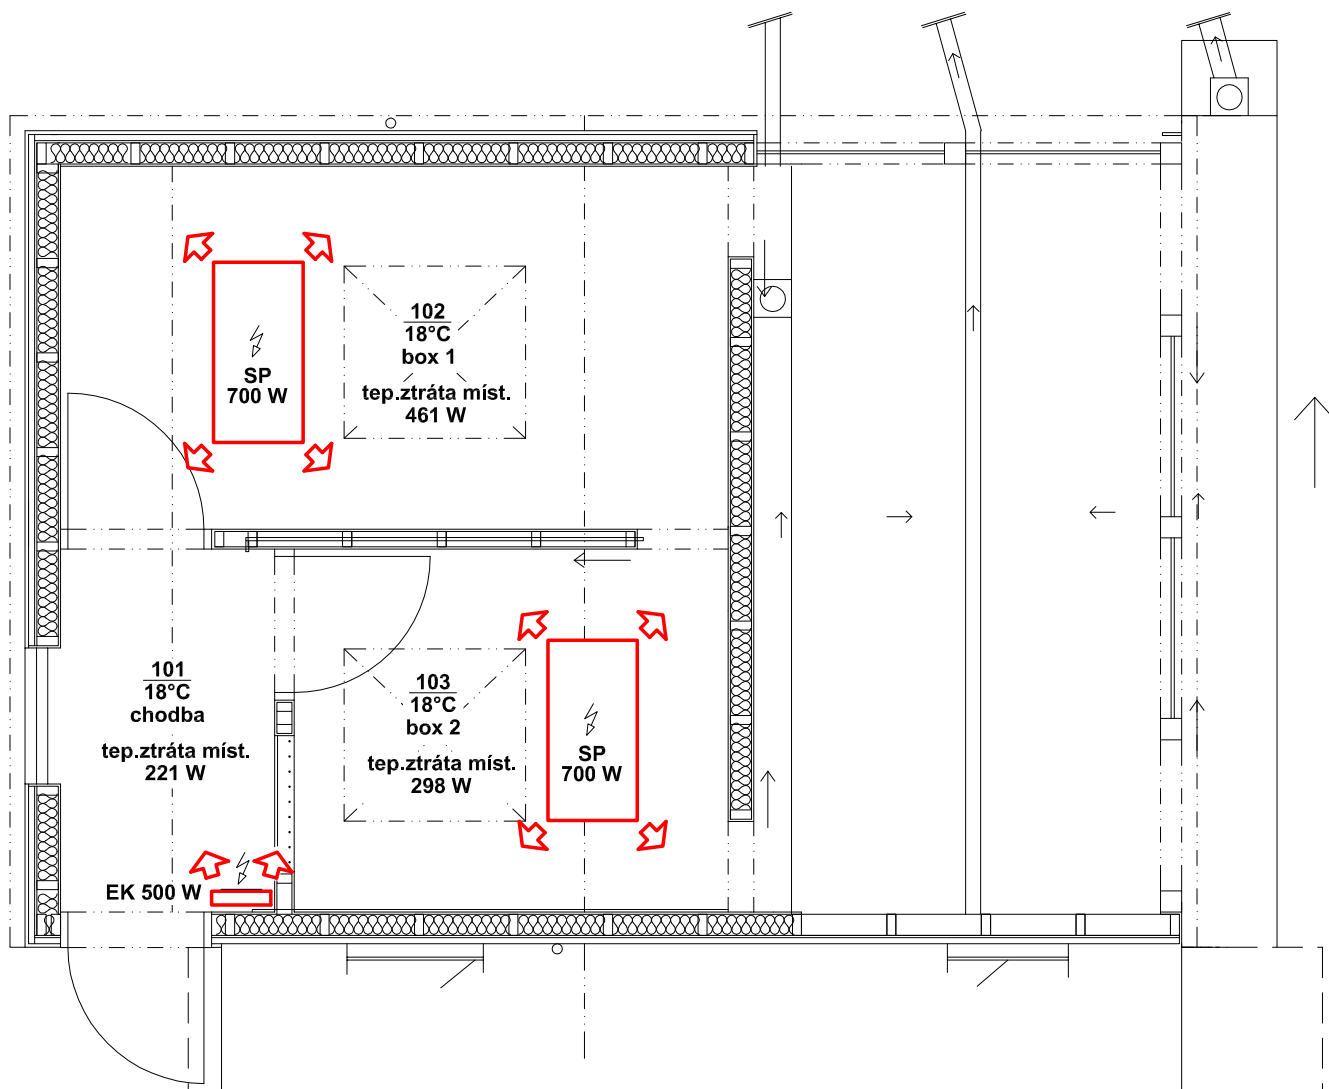 102
18°C
box 1
tep.ztráta míst.
461 W
SP
700 W
101
18°C
chodba
tep.ztráta míst.
221 W
103
18°C
box 2
tep.ztráta míst.
298 W
SP
700 W
EK 500 W